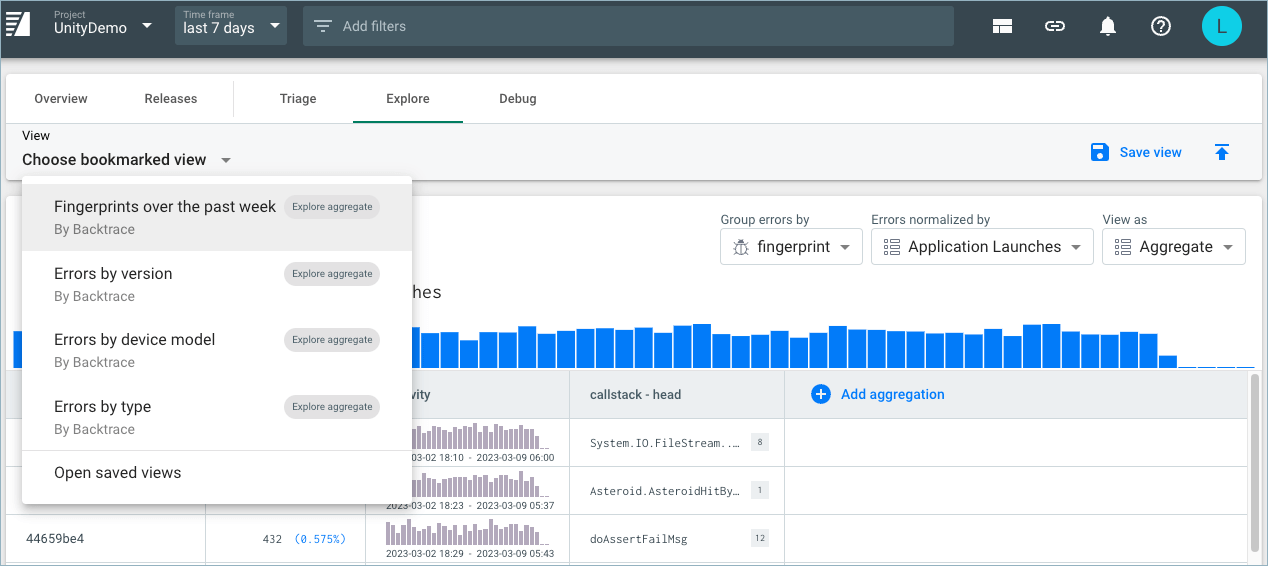 Project
UnityDemo
Time frame
last 7 days
Add filters
L
Overview
Releases
Triage
Explore
Debug
View
Choose bookmarked view
Save view
Fingerprints over the past week
Explore aggregate
By Backtrace
Errors by version
Explore aggregate
By Backtrace
Errors by device model
Explore aggregate
By Backtrace
Errors by type
Explore aggregate
By Backtrace
Open saved views
Group errors by
fingerprint
Errors normalized by
Application Launches
View as
Aggregate
hes
vity
callstack - head
Add aggregation
03-02 18:10 - 2023-03-09 06:00
System.IO.FileStream..…
8
2023-03-02 18:23 - 2023-03-09 05:37
Asteroid.AsteroidHitBy…
1
44659be4
432 (0.575%)
2023-03-02 18:29 - 2023-03-09 05:43
doAssertFailMsg
12